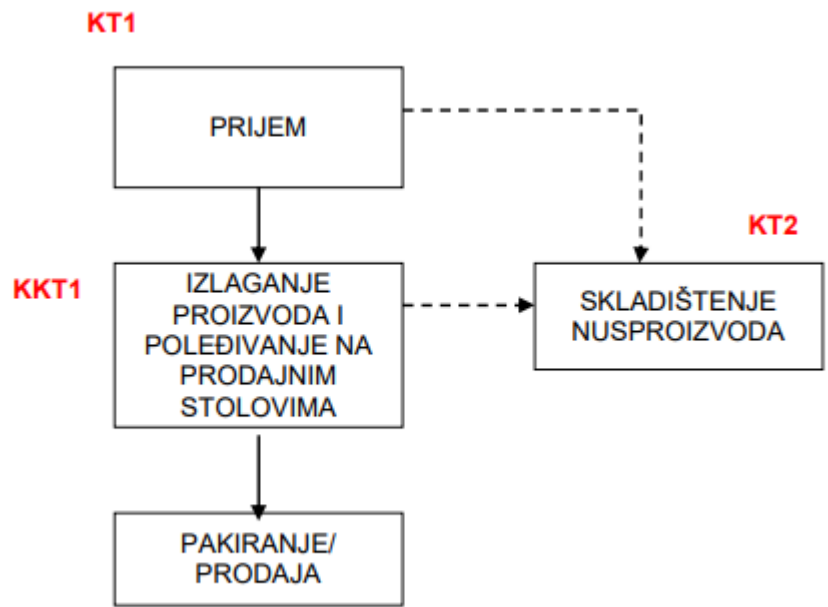 KT1
PRIJEM
KT2
KKT1
IZLAGANJE
PROIZVODA I
POLEĐIVANJE NA
PRODAJNIM
STOLOVIMA
SKLADIŠTENJE
NUSPROIZVODA
PAKIRANJE/
PRODAJA